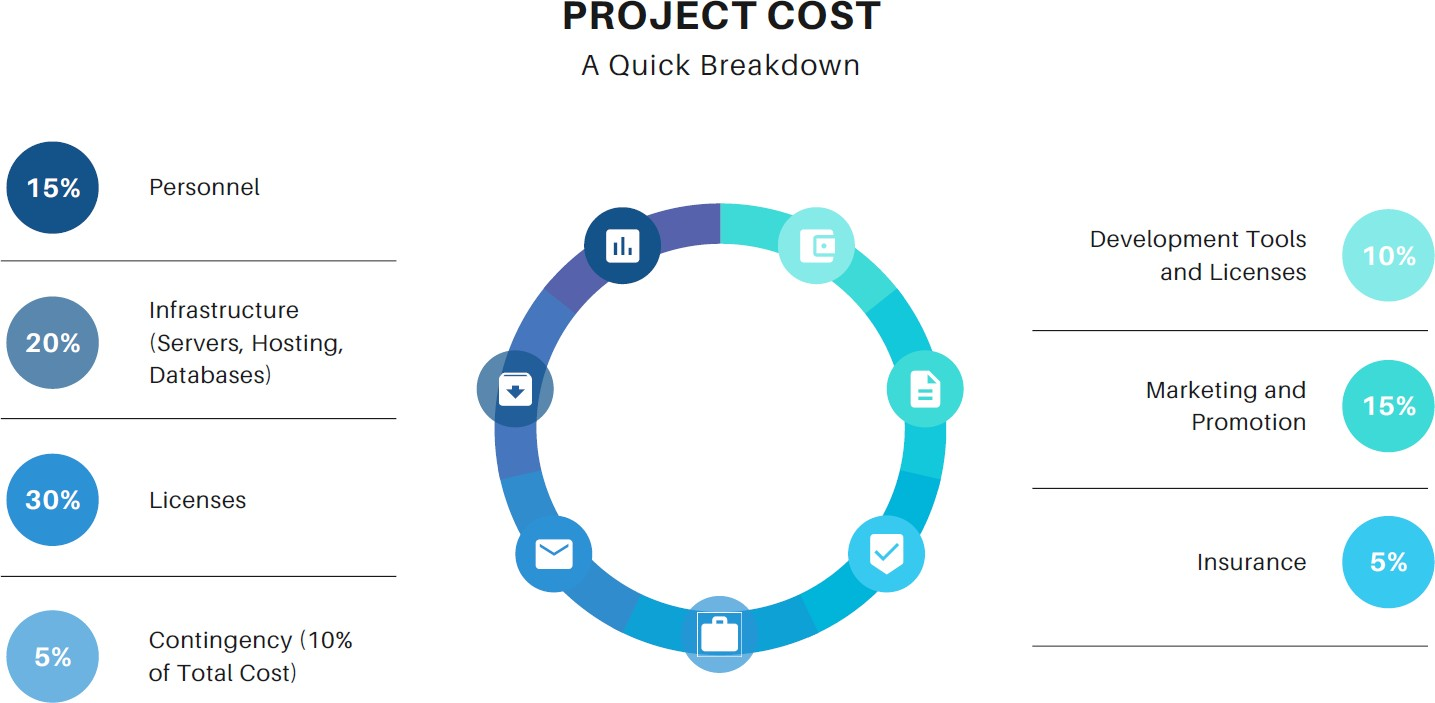 PROJECT COST
A Quick Breakdown
15%
Personnel
20%
Infrastructure
(Servers, Hosting,
Databases)
30%
Licenses
5%
Contingency (10%
of Total Cost)
Development Tools
and Licenses
10%
Marketing and
Promotion
15%
Insurance
5%